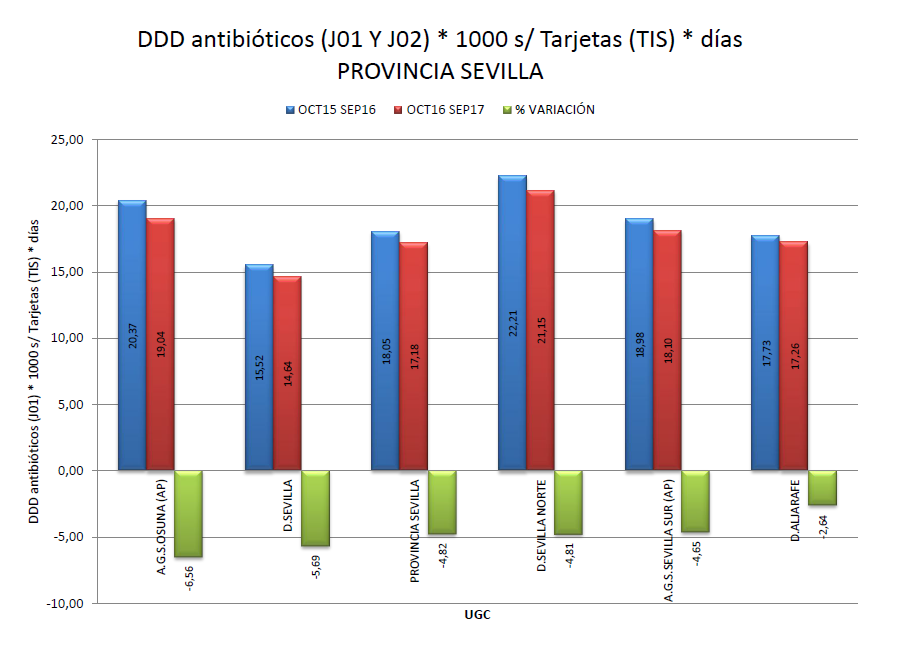 DDD antibióticos (J01 Y J02) * 1000 s/ Tarjetas (TIS) * días
PROVINCIA SEVILLA
OCT15 SEP16
OCT16 SEP17
% VARIACIÓN
DDD antibióticos (J01) * 1000 s/ Tarjetas (TIS) * días
25,00
20,00
15,00
10,00
5,00
0,00
-5,00
-10,00
20,37
19,04
15,52
14,64
18,05
17,18
22,21
21,15
18,98
18,10
17,73
17,26
A.G.S.OSUNA (AP)
-6,56
D.SEVILLA
-5,69
PROVINCIA SEVILLA
-4,82
D.SEVILLA NORTE
-4,81
A.G.S.SEVILLA SUR (AP)
-4,65
D.ALJARAFE
-2,64
UGC